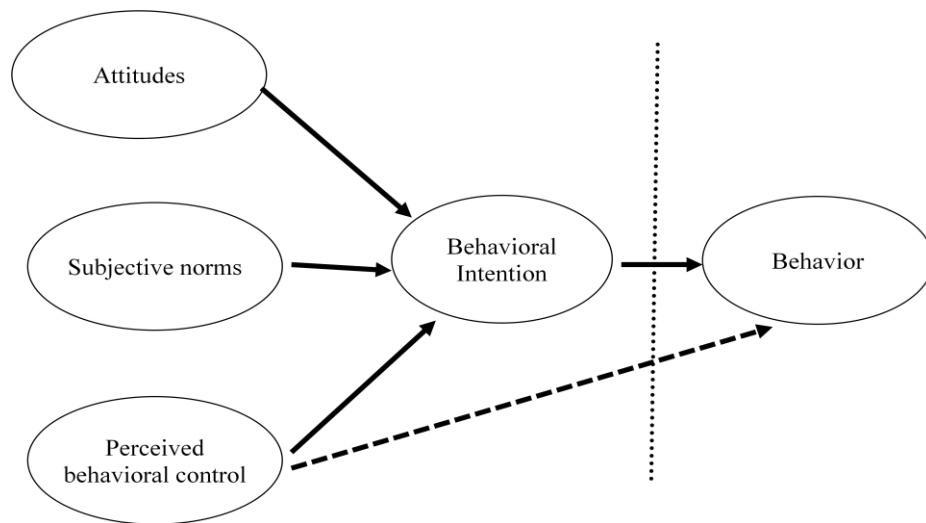 Attitudes
Subjective norms
Behavioral
Intention
Behavior
Perceived
behavioral control